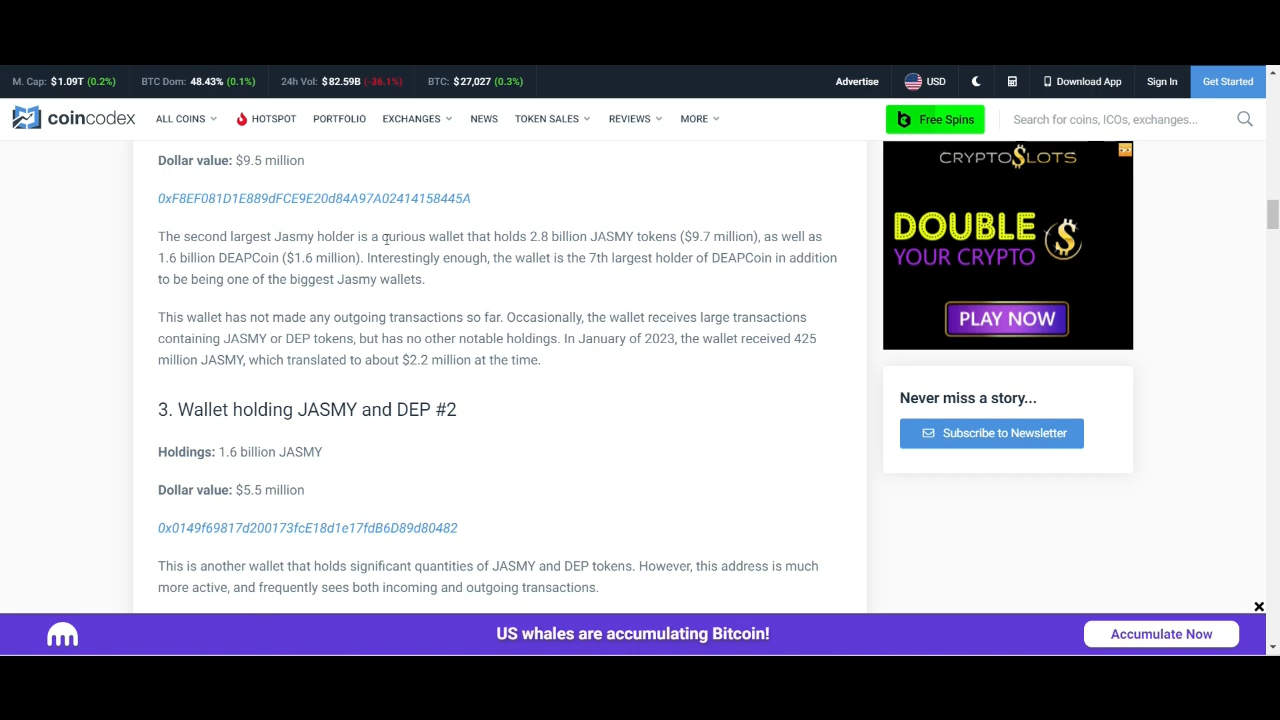 M. Cap: $1.09T (0.2%) BTC Dom: 48.43% (0.1%) 24h Vol: $82.59B (-36.1%) BTC: $27,027 (0.3%) Advertise USD Download App Sign In Get Started
coincodex ALL COINS HOTSPOT PORTFOLIO EXCHANGES NEWS TOKEN SALES REVIEWS MORE Free Spins Search for coins, ICOs, exchanges...
Dollar value: $9.5 million
0xF8EF081D1E889dFCE9E20d84A97A02414158445A
The second largest Jasmy holder is a curious wallet that holds 2.8 billion JASMY tokens ($9.7 million), as well as
1.6 billion DEAPCoin ($1.9 million). Interestingly enough, the wallet is the 7th largest holder of DEAPCoin in addition
to be being one of the biggest Jasmy wallets.
This wallet has not made any outgoing transactions so far. Occasionally, the wallet receives large transactions
containing JASMY or DEP tokens, but has no other notable holdings. In January of 2023, the wallet received 425
million JASMY, which translated to about $2.2 million at the time.
3. Wallet holding JASMY and DEP #2
Holdings: 1.6 billion JASMY
Dollar value: $5.5 million
0x0149f69817d200173fcE18d1e17fdB6D89d80482
This is another wallet that holds significant quantities of JASMY and DEP tokens. However, this address is much
more active, and frequently sees both incoming and outgoing transactions.
CRYPTO$LOTS
DOUBLE
YOUR CRYPTO
$
PLAY NOW
Never miss a story...
Subscribe to Newsletter
US whales are accumulating Bitcoin!
Accumulate Now